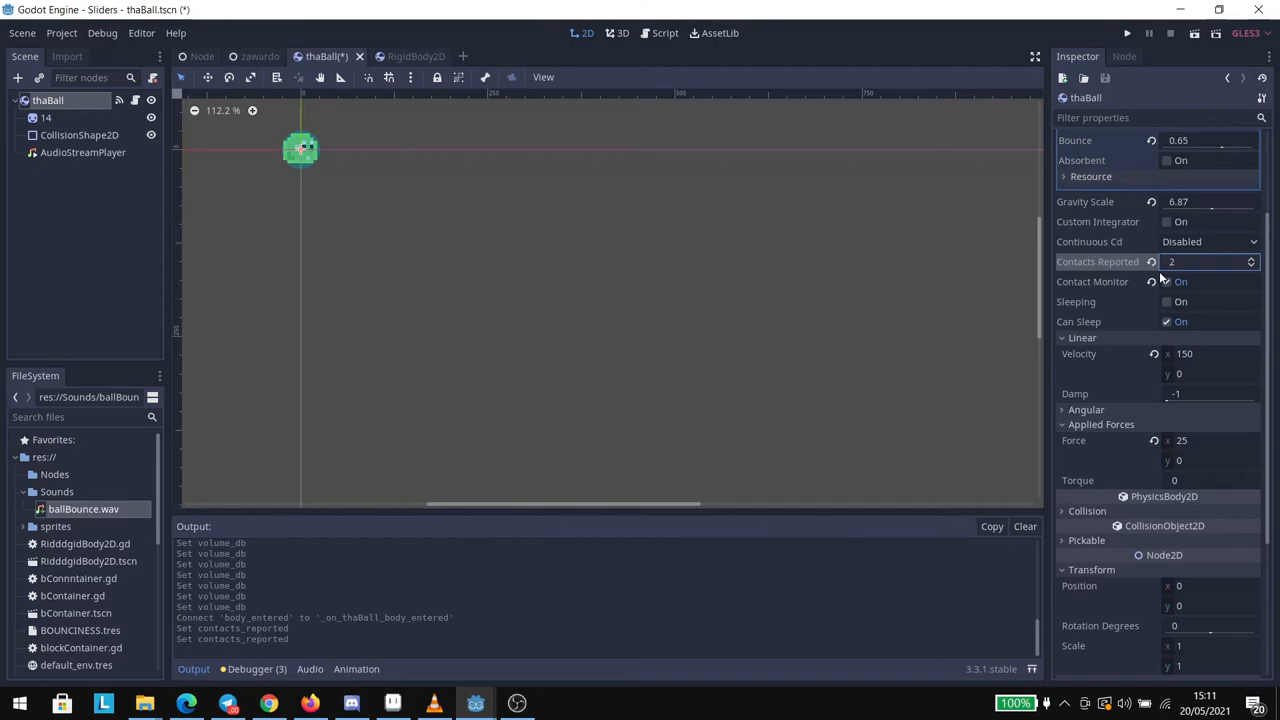 Godot Engine - Sliders - thaBall.tscn (*)
Scene Project Debug Editor Help
2D 3D Script AssetLib
GLES3
Scene Import
Node zawardo thaBall(*) RigidBody2D
Inspector Node
Filter nodes
View
thaBall
14
CollisionShape2D
AudioStreamPlayer
112.2 %
0 250 500 750
0
250
thaBall
Filter properties
Bounce 0.65
Absorbent On
Resource
Gravity Scale 6.87
Custom Integrator On
Continuous Cd Disabled
Contacts Reported 2
Contact Monitor On
Sleeping On
Can Sleep On
Linear
Velocity x 150
y 0
Damp -1
Angular
Applied Forces
Force x 25
y 0
Torque 0
PhysicsBody2D
Collision
CollisionObject2D
Pickable
Node2D
Transform
Position x 0
y 0
Rotation Degrees 0
Scale x 1
y 1
FileSystem
res://Sounds/ballBoun
Search files
Favorites:
res://
Nodes
Sounds
ballBounce.wav
sprites
RidddgidBody2D.gd
RidddgidBody2D.tscn
bConnntainer.gd
bContainer.gd
bContainer.tscn
BOUNCINESS.tres
blockContainer.gd
default_env.tres
Output:
Copy Clear
Set volume_db
Set volume_db
Set volume_db
Set volume_db
Set volume_db
Set volume_db
Set volume_db
Connect 'body_entered' to '_on_thaBall_body_entered'
Set contacts_reported
Set contacts_reported
Output Debugger (3) Audio Animation
3.3.1.stable
100%
15:11
20/05/2021
20